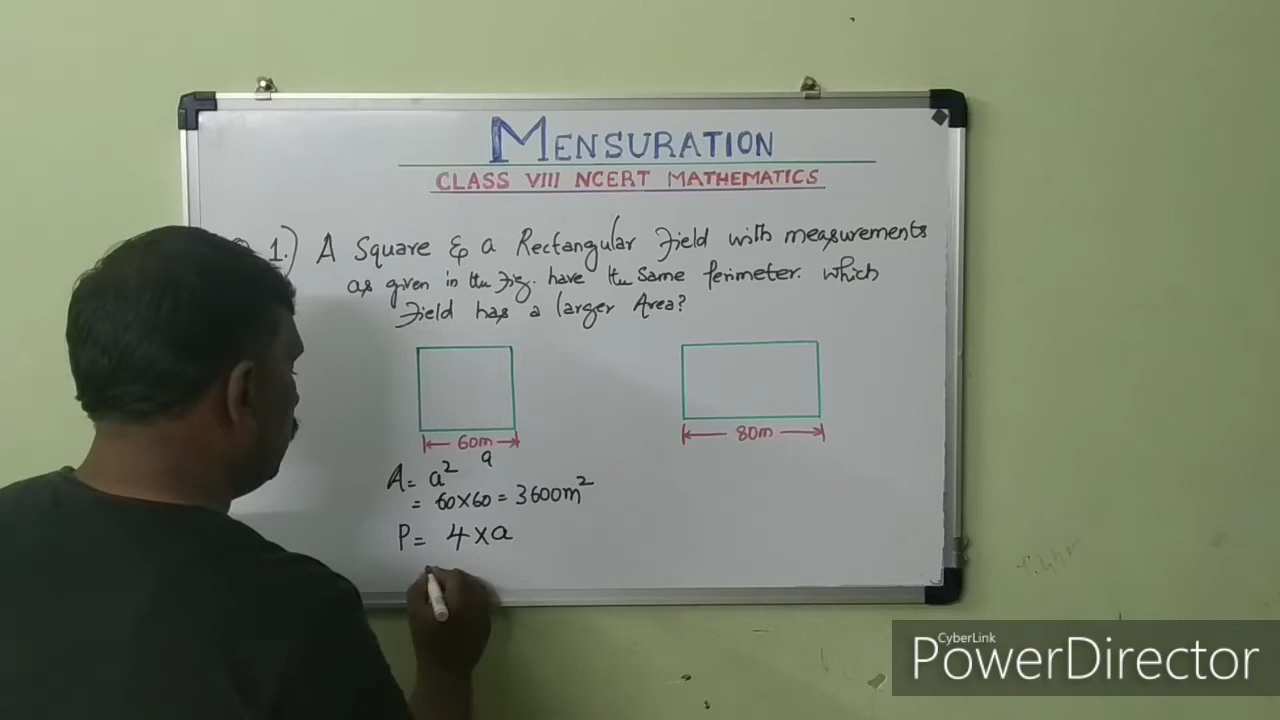 MENSURATION
CLASS VIII NCERT MATHEMATICS
1.) A Square & a Rectangular Field with measurements
as given in the Fig. have the same Perimeter. Which
Field has a larger Area?
60m
80m
a
A = a²
= 60×60 = 3600m²
P = 4×a
CyberLink
PowerDirector